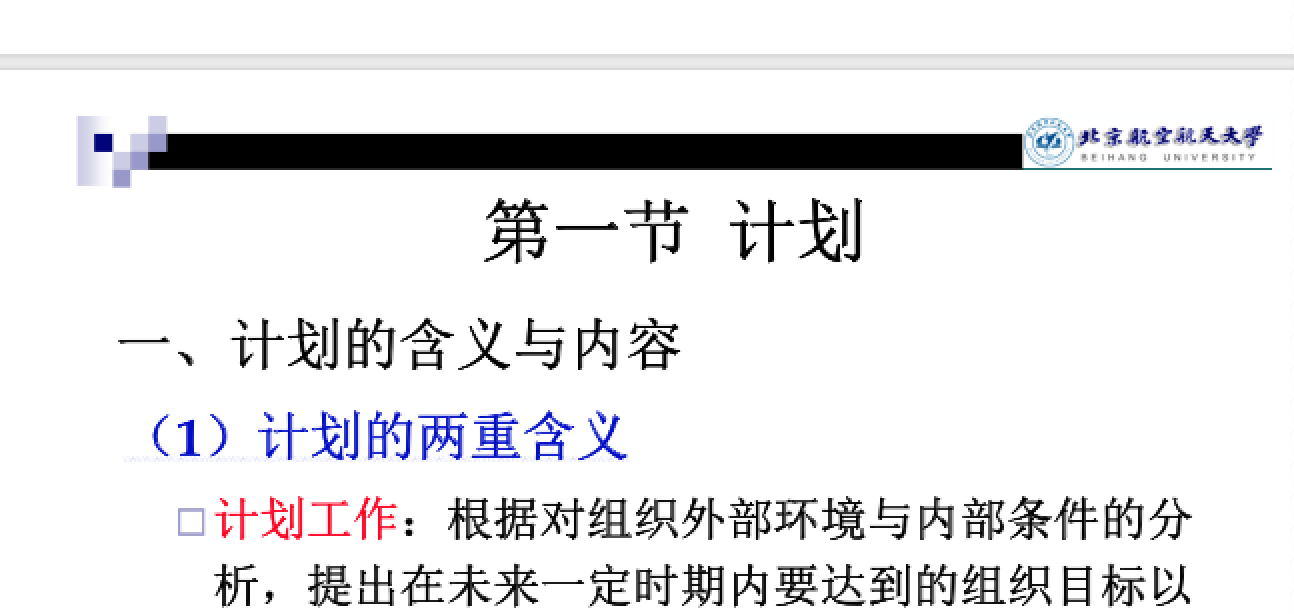 北京航空航天大学
BEIHANG UNIVERSITY
第一节 计划
一、计划的含义与内容
（1）计划的两重含义
计划工作：根据对组织外部环境与内部条件的分
析，提出在未来一定时期内要达到的组织目标以